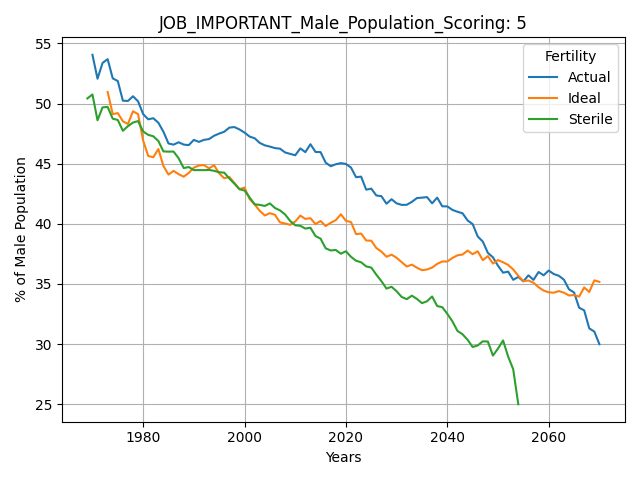 JOB_IMPORTANT_Male_Population_Scoring: 5
% of Male Population
55
50
45
40
35
30
25
1980
2000
2020
2040
2060
Years
Fertility
Actual
Ideal
Sterile